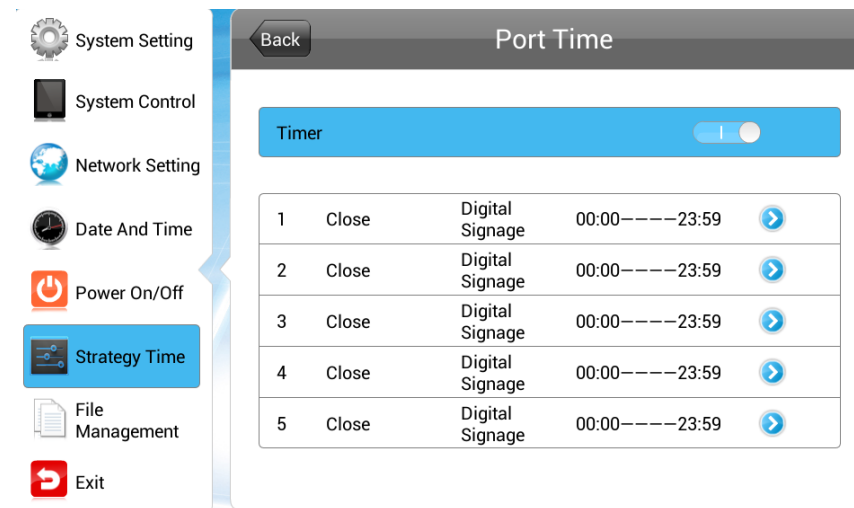 System Setting
System Control
Network Setting
Date And Time
Power On/Off
Strategy Time
File
Management
Exit
Back
Port Time
Timer
1 Close Digital Signage 00:00----23:59
2 Close Digital Signage 00:00----23:59
3 Close Digital Signage 00:00----23:59
4 Close Digital Signage 00:00----23:59
5 Close Digital Signage 00:00----23:59